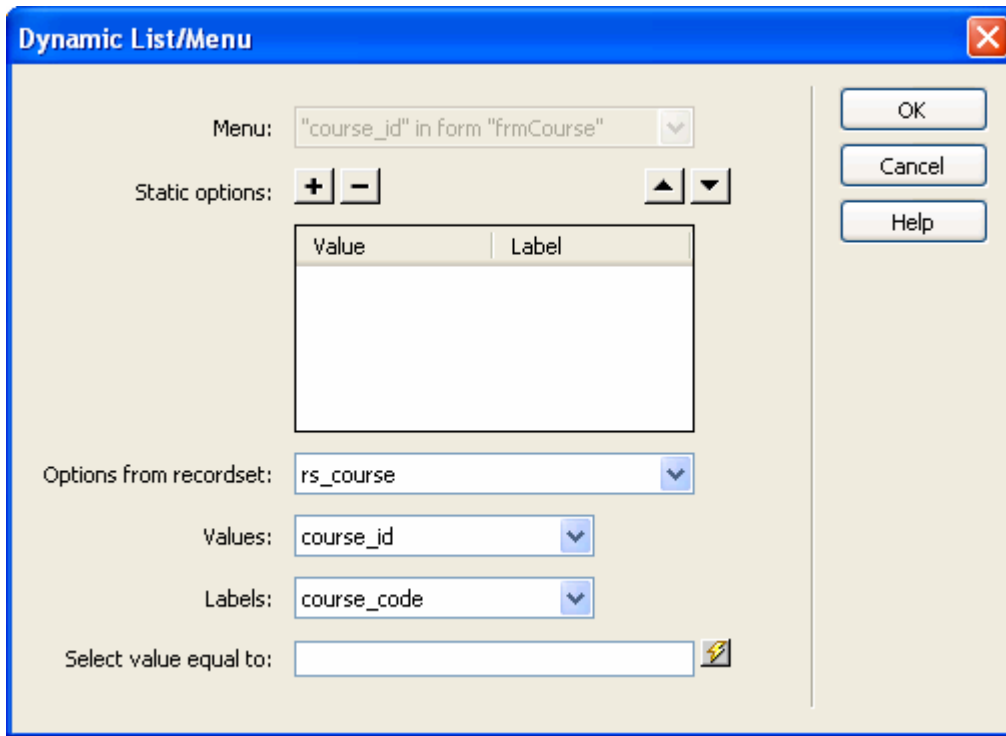 Dynamic List/Menu
Menu: "course_id" in form "frmCourse"
Static options:
Value Label
Options from recordset: rs_course
Values: course_id
Labels: course_code
Select value equal to:
OK
Cancel
Help